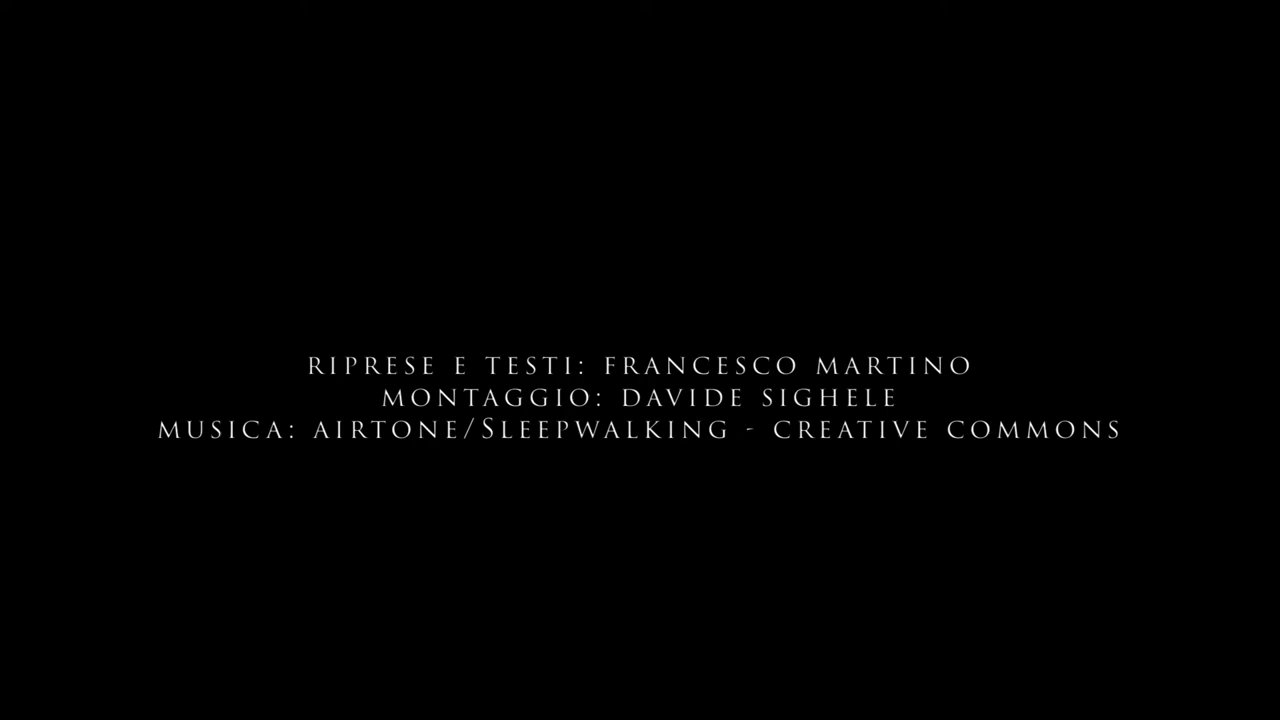 RIPRESE E TESTI: FRANCESCO MARTINO
MONTAGGIO: DAVIDE SIGHELE
MUSICA: AIRTONE/SLEEPWALKING - CREATIVE COMMONS